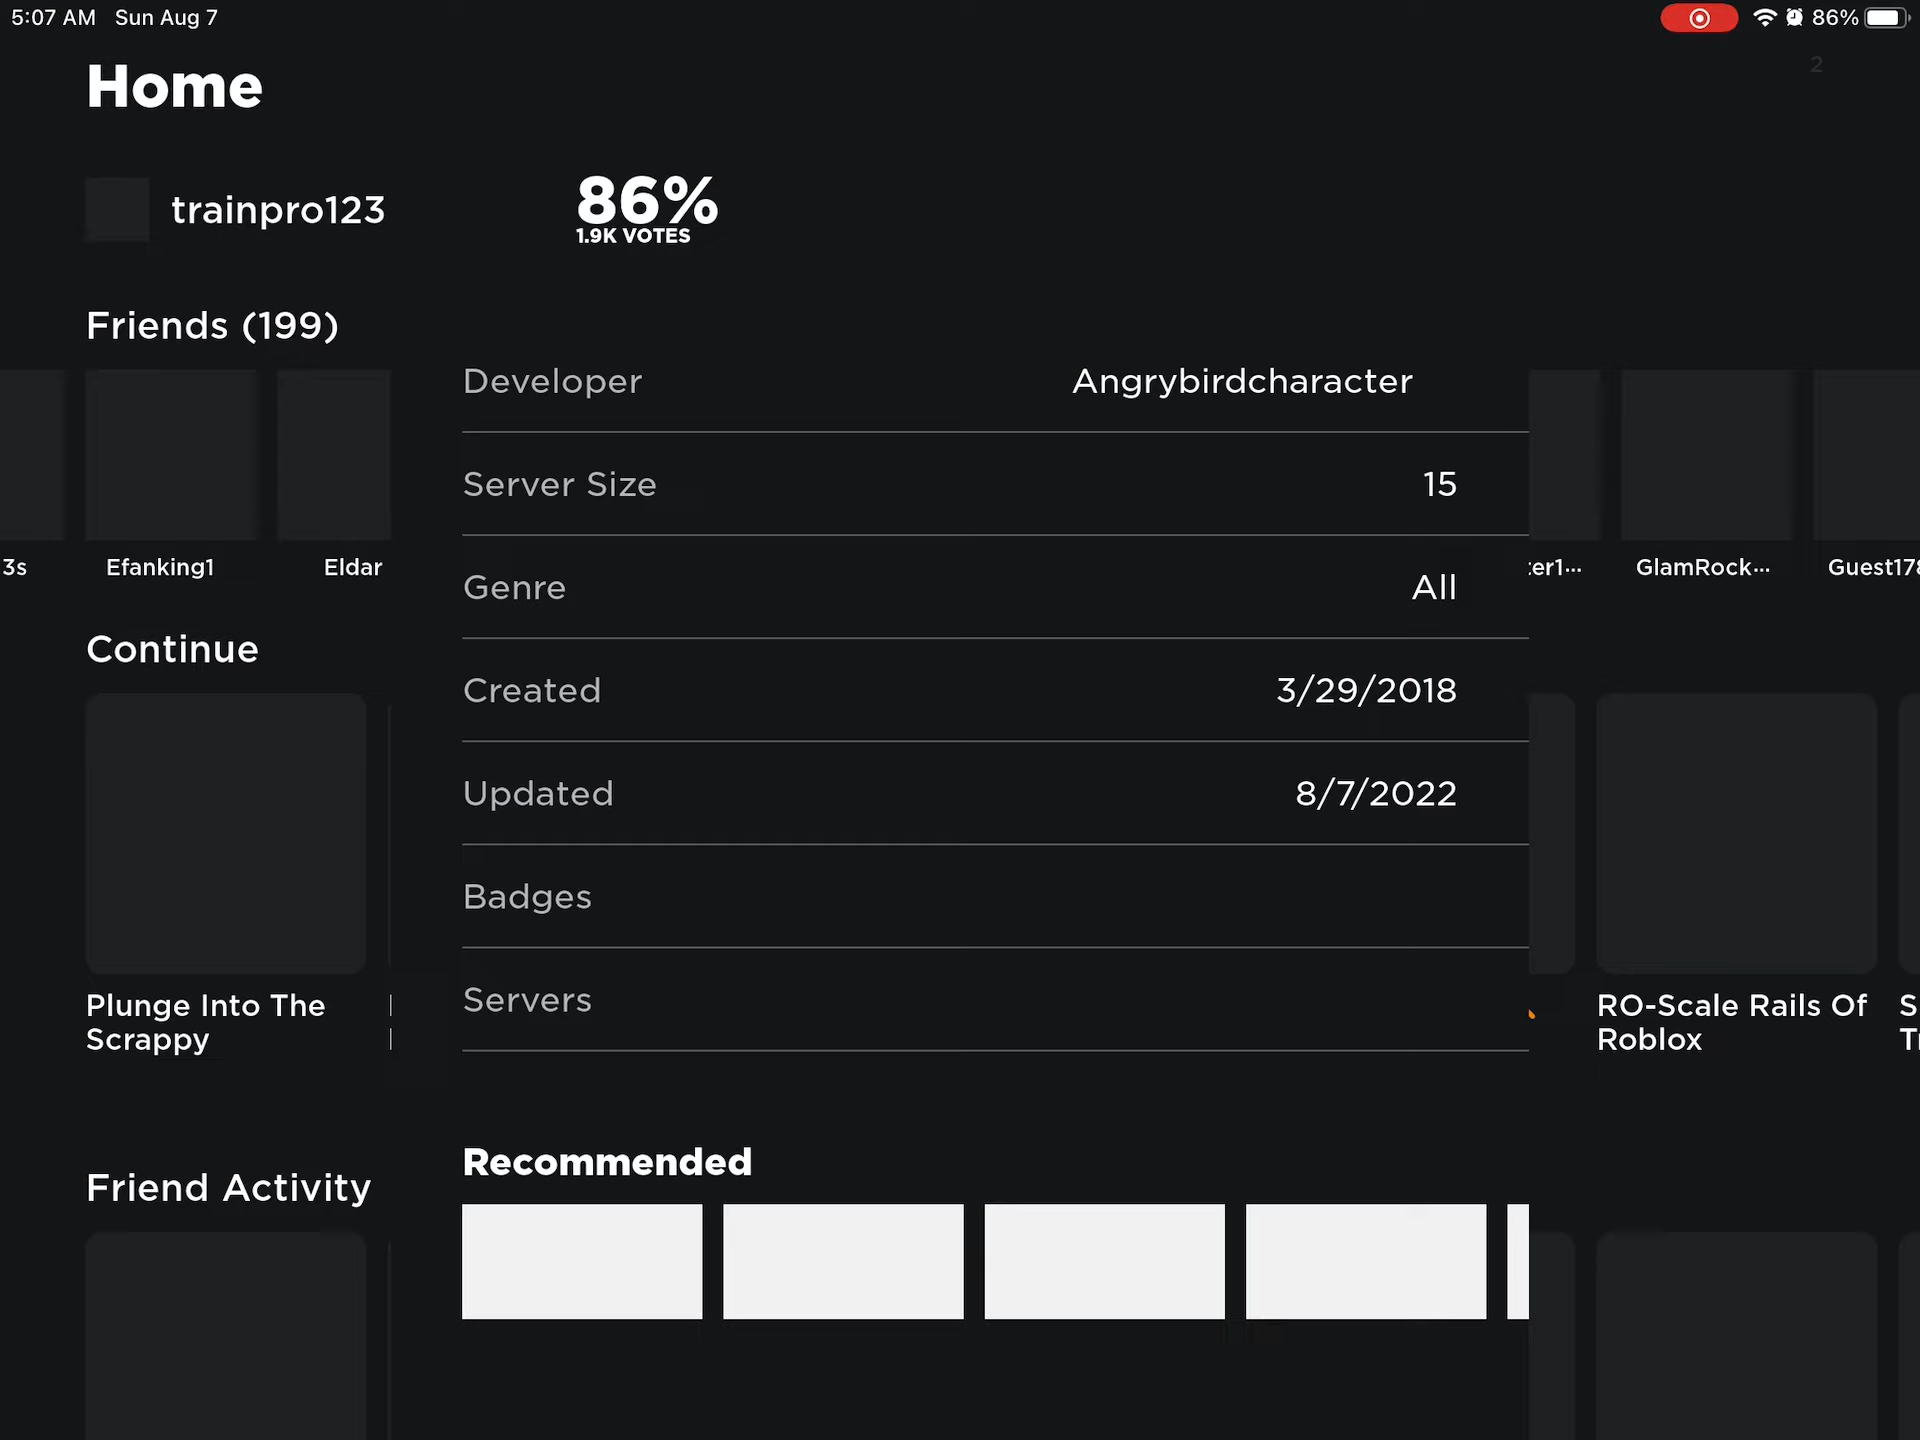 5:07 AM Sun Aug 7
86%
2
Home
trainpro123
86%
1.9K VOTES
Friends (199)
Developer Angrybirdcharacter
Server Size 15
3s Efanking1 Eldar
Genre All
GlamRock... Guest178
Continue
Created 3/29/2018
Updated 8/7/2022
Badges
Servers
Plunge Into The
Scrappy
RO-Scale Rails Of
Roblox
Recommended
Friend Activity